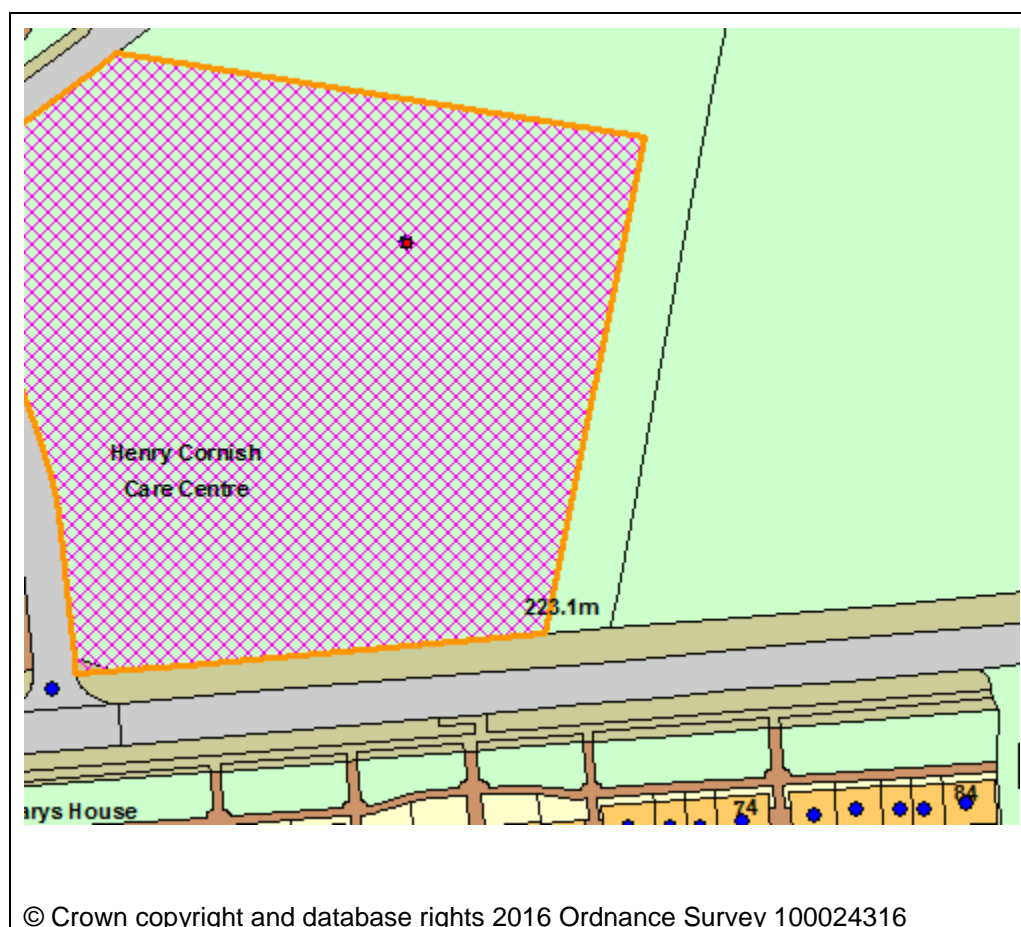 Henry Cornish
Care Centre
223.1m
84
74
arys House
© Crown copyright and database rights 2016 Ordnance Survey 100024316